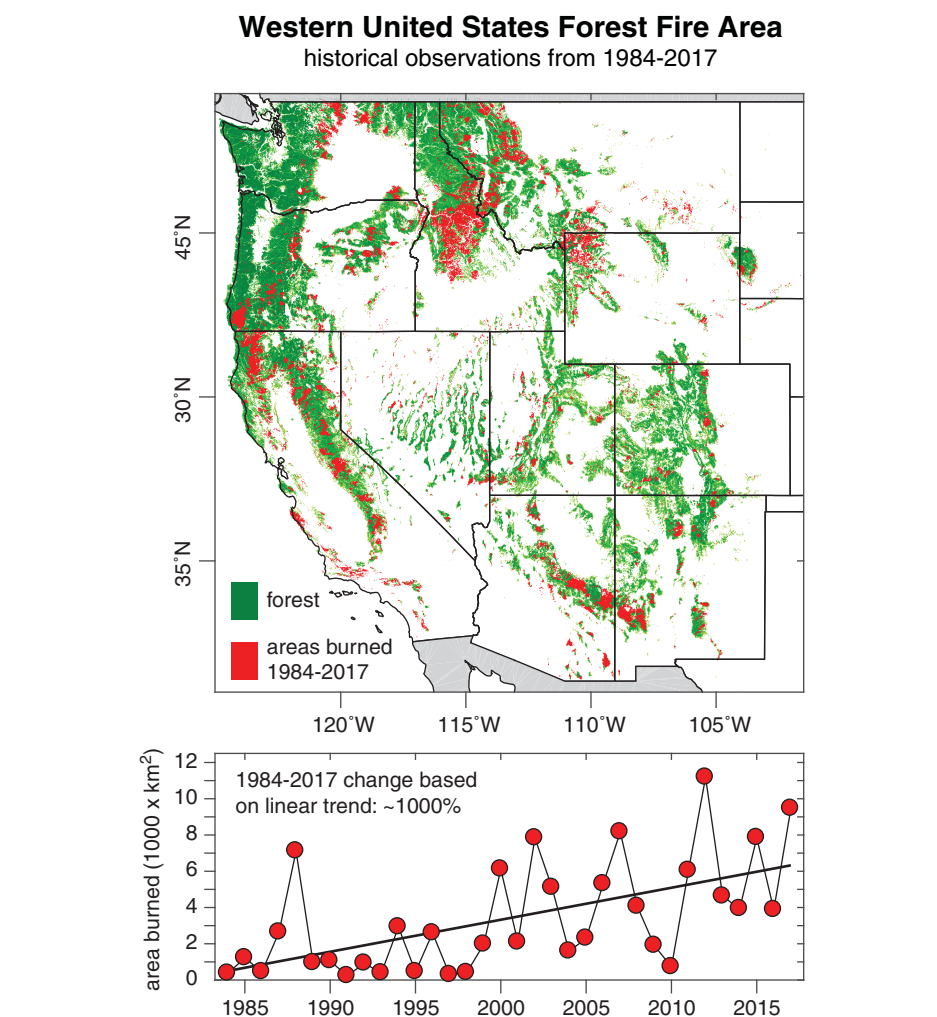 Western United States Forest Fire Area
historical observations from 1984-2017
45°N
30°N
35°N
forest
areas burned
1984-2017
120°W
115°W
110°W
105°W
area burned (1000 x km²)
12
10
8
6
4
2
0
1984-2017 change based
on linear trend: ~1000%
1985
1990
1995
2000
2005
2010
2015